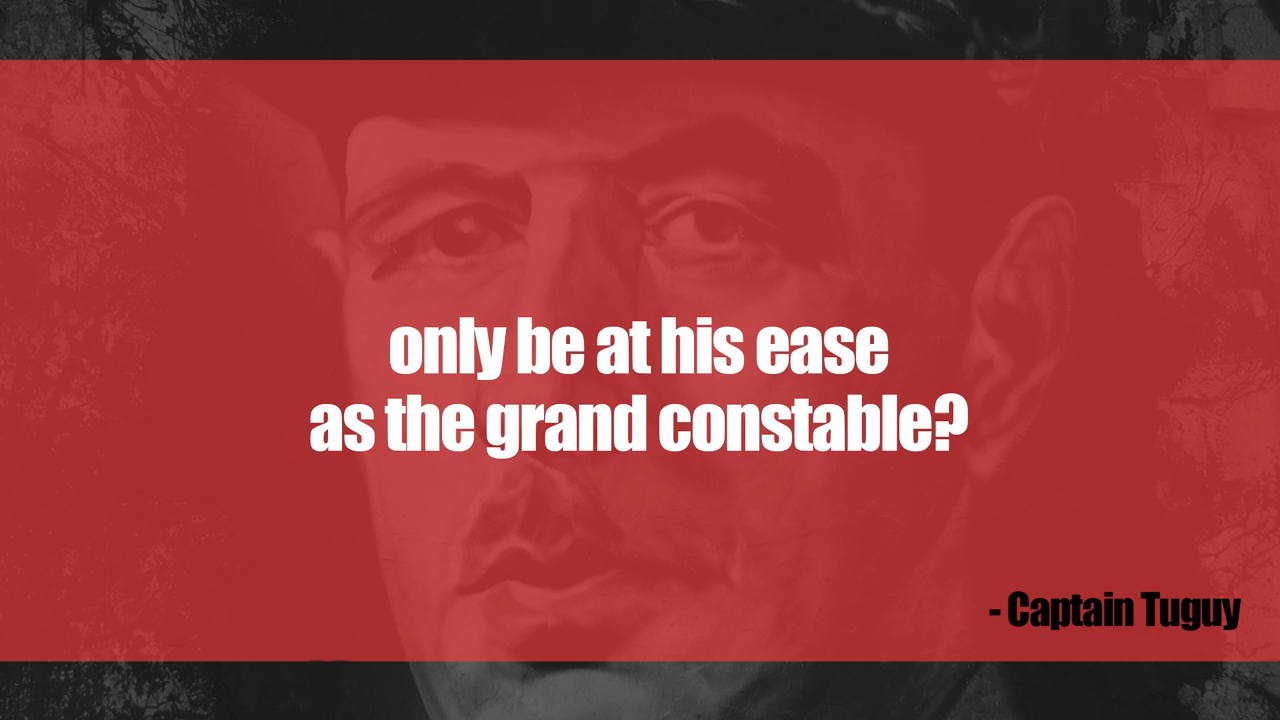 only be at his ease
as the grand constable?
- Captain Tuguy